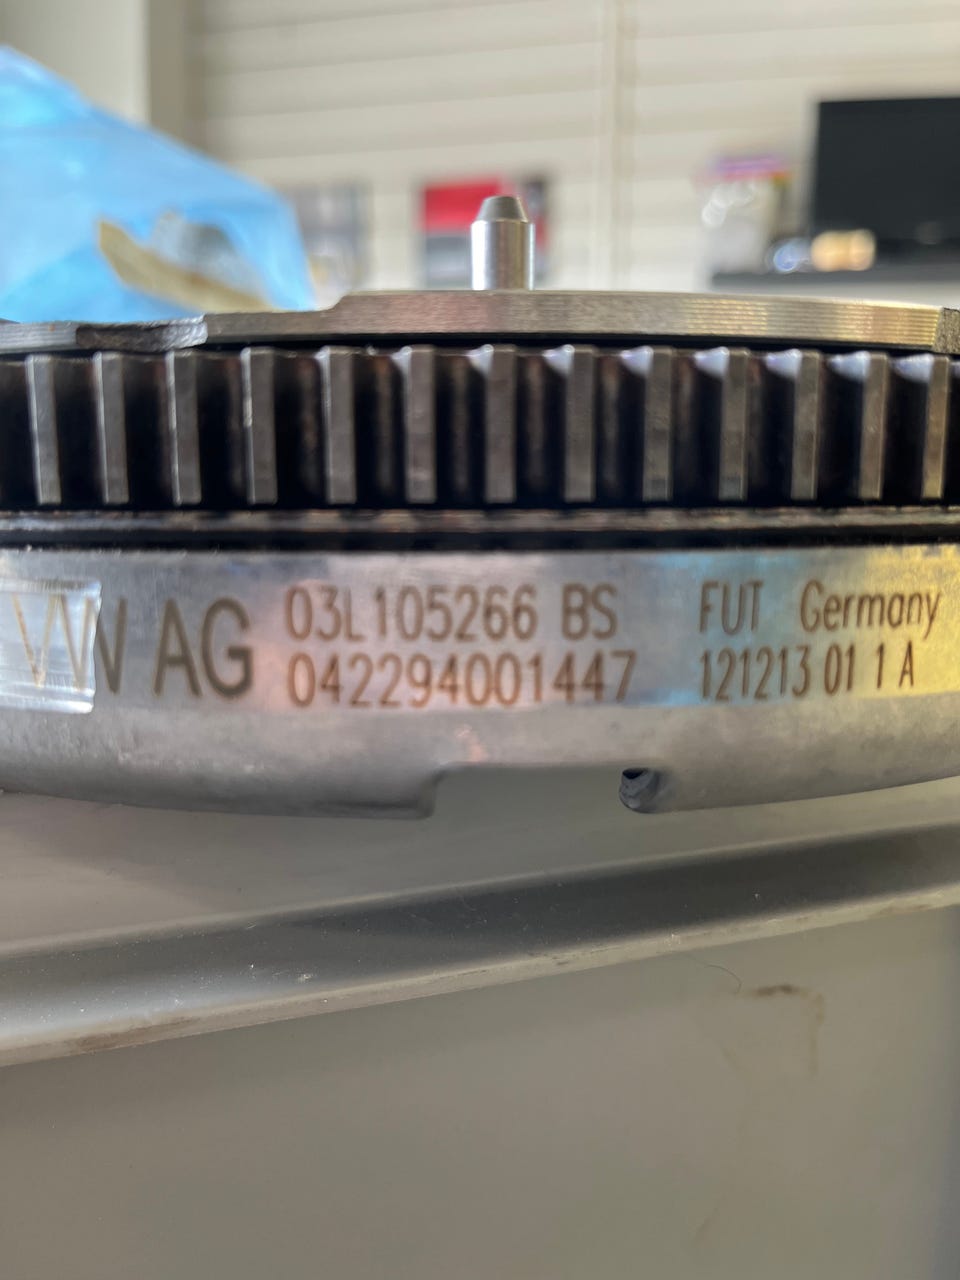 VW AG
03L105266 BS
042294001447
FUT Germany
121213 01 1 A